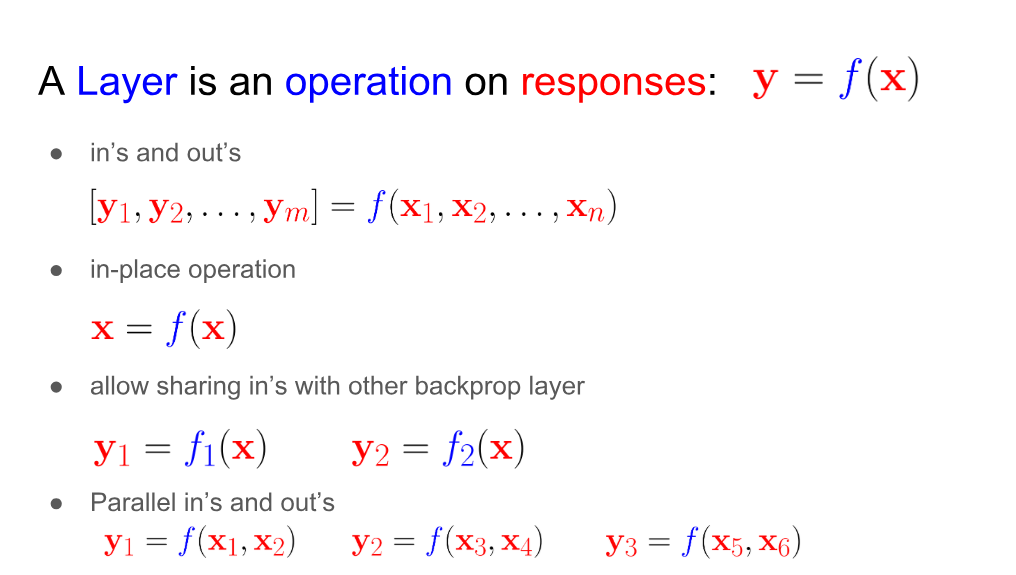 A Layer is an operation on responses: y = f(x)
● in's and out's
[y₁, y₂, . . . , yₘ] = f(x₁, x₂, . . . , xₙ)
● in-place operation
x = f(x)
● allow sharing in's with other backprop layer
y₁ = f₁(x) y₂ = f₂(x)
● Parallel in's and out's
y₁ = f(x₁, x₂) y₂ = f(x₃, x₄) y₃ = f(x₅, x₆)